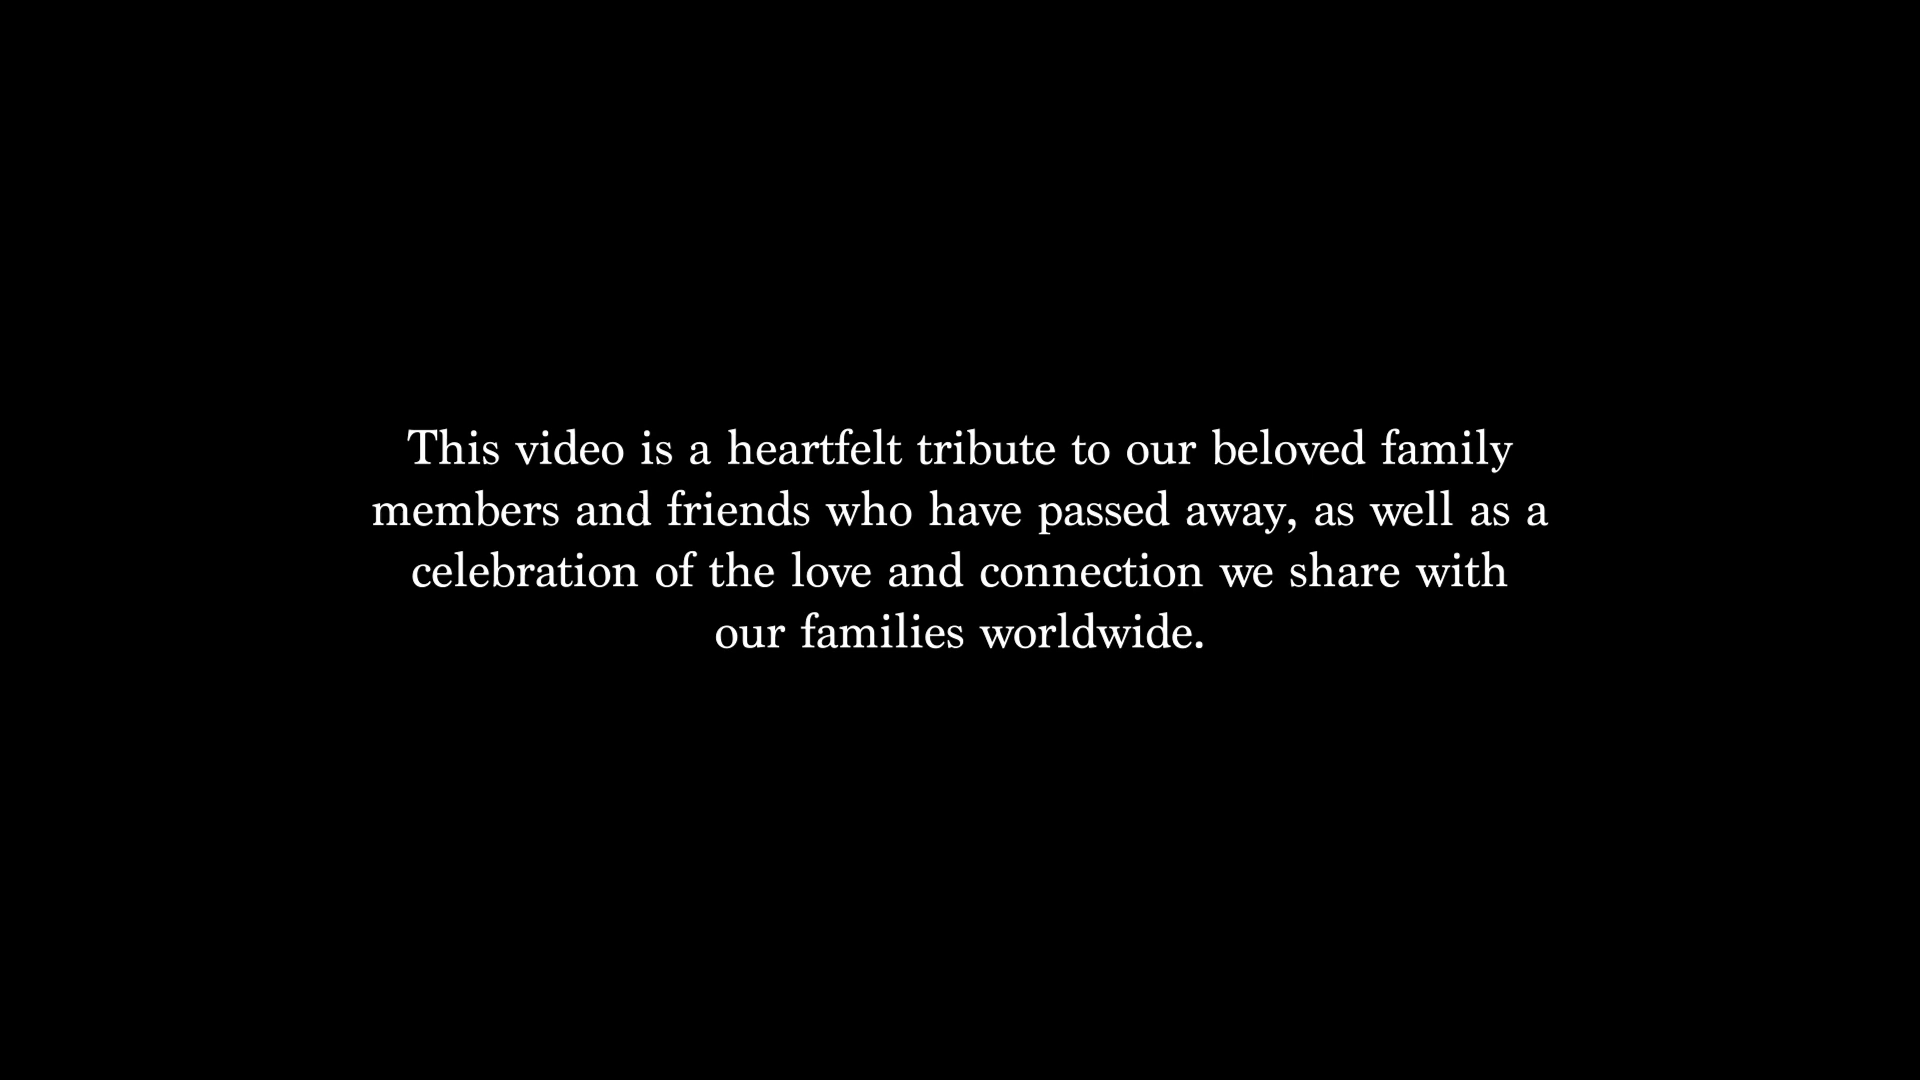 This video is a heartfelt tribute to our beloved family
members and friends who have passed away, as well as a
celebration of the love and connection we share with
our families worldwide.